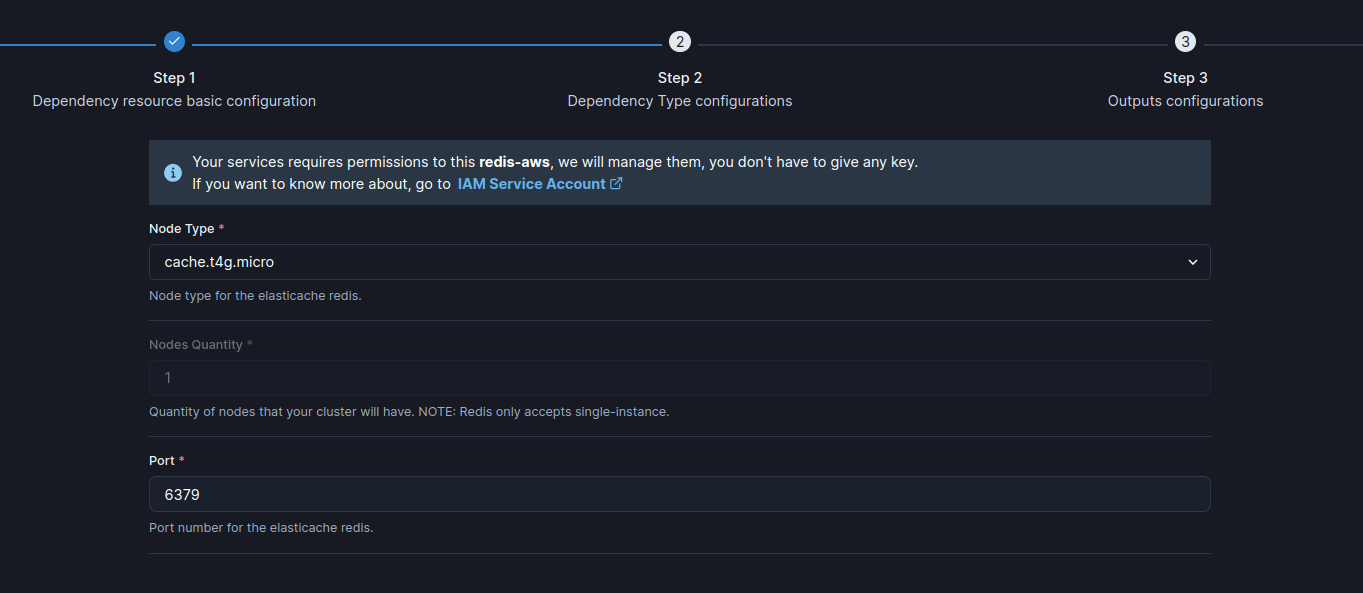 2
3
Step 1
Step 2
Step 3
Dependency resource basic configuration
Dependency Type configurations
Outputs configurations
Your services requires permissions to this redis-aws, we will manage them, you don't have to give any key.
If you want to know more about, go to IAM Service Account
Node Type *
cache.t4g.micro
Node type for the elasticache redis.
Nodes Quantity *
1
Quantity of nodes that your cluster will have. NOTE: Redis only accepts single-instance.
Port *
6379
Port number for the elasticache redis.